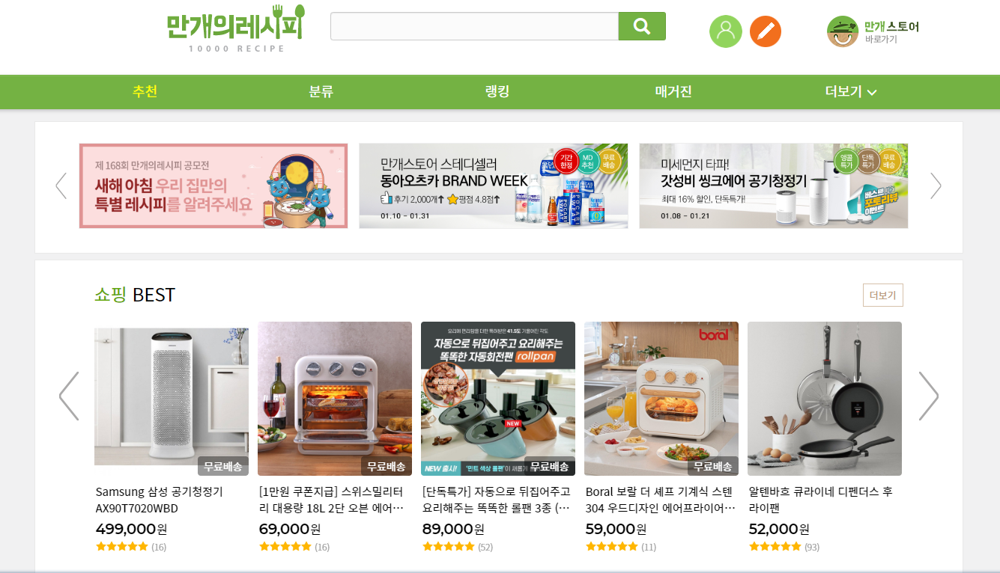 만개의레시피
10000 RECIPE
만개스토어
바로가기
추천
분류
랭킹
매거진
더보기
제 168회 만개의레시피 공모전
새해 아침 우리 집만의
특별 레시피를 알려주세요
만개스토어 스테디셀러
동아오츠카 BRAND WEEK
후기 2,000개↑ 평점 4.8점↑
01.10 - 01.31
기간
한정
MD
추천
무료
배송
미세먼지 타파!
갓성비 씽크에어 공기청정기
최대 16% 할인, 단독특가!
01.08 - 01.21
앵콜
특가
단독
특가
무료
배송
베스트
포토리뷰
이벤트
쇼핑 BEST
더보기
무료배송
Samsung 삼성 공기청정기
AX90T7020WBD
499,000원
(16)
무료배송
[1만원 쿠폰지급] 스위스밀리터
리 대용량 18L 2단 오븐 에어…
69,000원
(16)
요리에 편리함을 더한 특허받은 41.5도 기울어진 각도
자동으로 뒤집어주고 요리해주는
똑똑한 자동회전팬 rollpan
NEW
NEW 출시! '민트 색상 롤팬'이 새롭게
무료배송
[단독특가] 자동으로 뒤집어주고
요리해주는 똑똑한 롤팬 3종 (…
89,000원
(52)
boral
무료배송
Boral 보랄 더 셰프 기계식 스텐
304 우드디자인 에어프라이어…
59,000원
(11)
알텐바흐 큐라이네 디펜더스 후
라이팬
52,000원
(93)